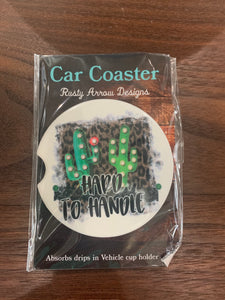 Car Coaster
Rusty Arrow Designs
HARD
TO HANDLE
Absorbs drips in Vehicle cup holder